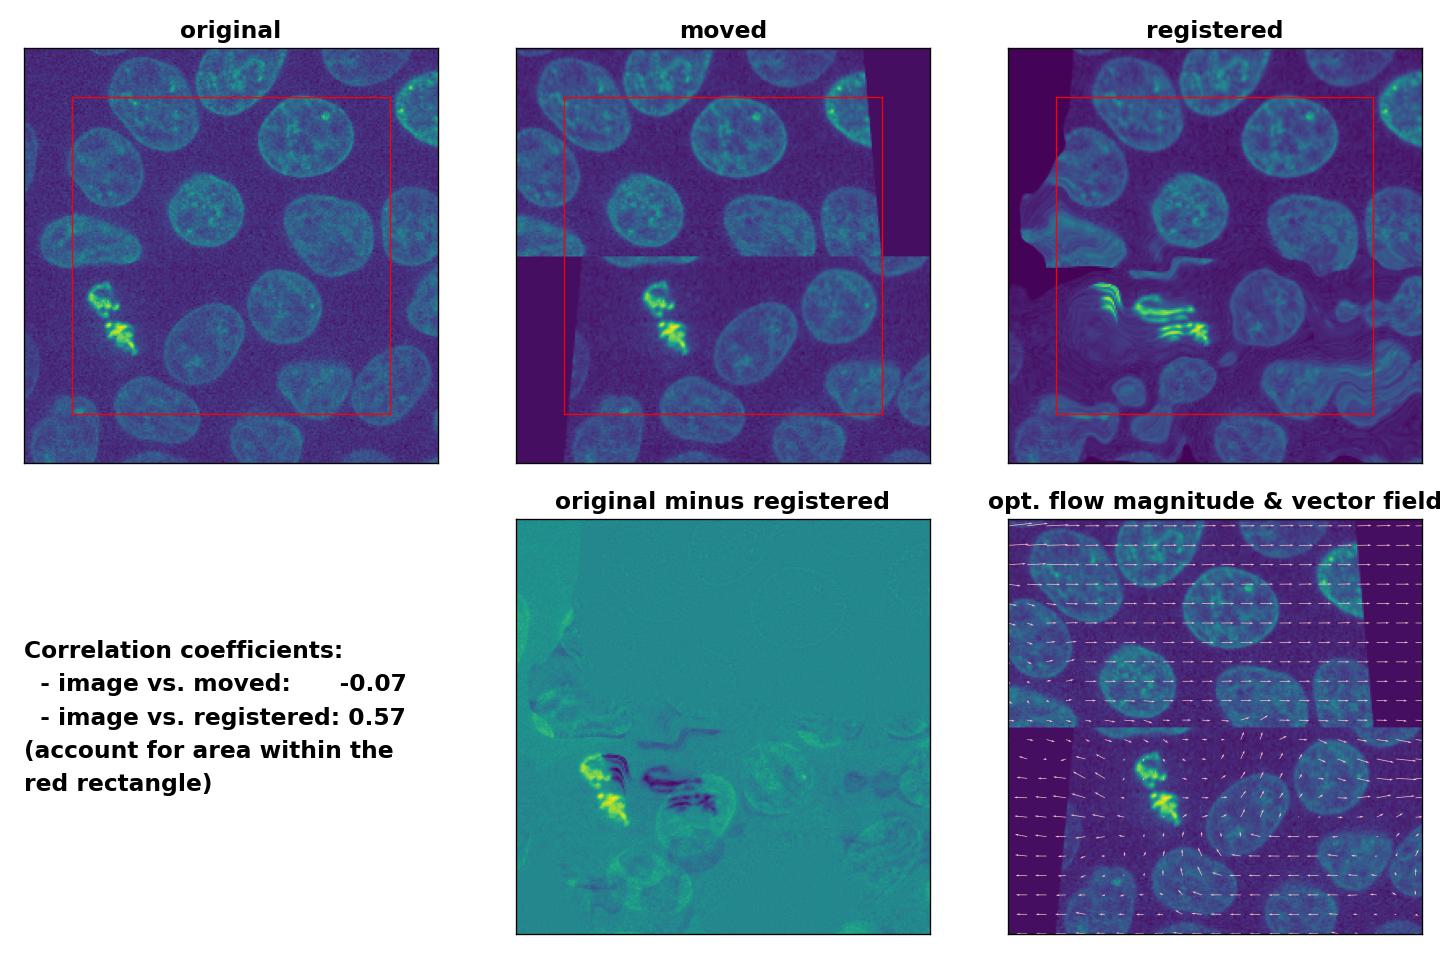 original
moved
registered
original minus registered
opt. flow magnitude & vector field
Correlation coefficients:
- image vs. moved: -0.07
- image vs. registered: 0.57
(account for area within the
red rectangle)